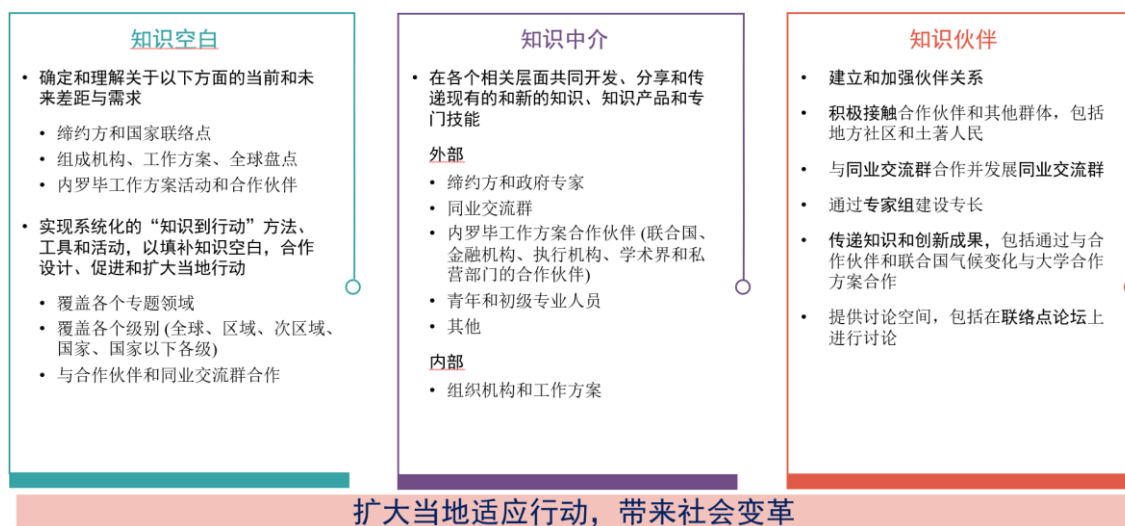 知识空白
• 确定和理解关于以下方面的当前和未
来差距与需求
• 缔约方和国家联络点
• 组成机构、工作方案、全球盘点
• 内罗毕工作方案活动和合作伙伴
• 实现系统化的“知识到行动”方法、
工具和活动，以填补知识空白，合作
设计、促进和扩大当地行动
• 覆盖各个专题领域
• 覆盖各个级别 (全球、区域、次区域、
国家、国家以下各级)
• 与合作伙伴和同业交流群合作
知识中介
• 在各个相关层面共同开发、分享和传
递现有的和新的知识、知识产品和专
门技能
外部
• 缔约方和政府专家
• 同业交流群
• 内罗毕工作方案合作伙伴 (联合国、
金融机构、执行机构、学术界和私
营部门的合作伙伴)
• 青年和初级专业人员
• 其他
内部
• 组织机构和工作方案
知识伙伴
• 建立和加强伙伴关系
• 积极接触合作伙伴和其他群体，包括
地方社区和土著人民
• 与同业交流群合作并发展同业交流群
• 通过专家组建设专长
• 传递知识和创新成果，包括通过与合
作伙伴和联合国气候变化与大学合作
方案合作
• 提供讨论空间，包括在联络点论坛上
进行讨论
扩大当地适应行动，带来社会变革